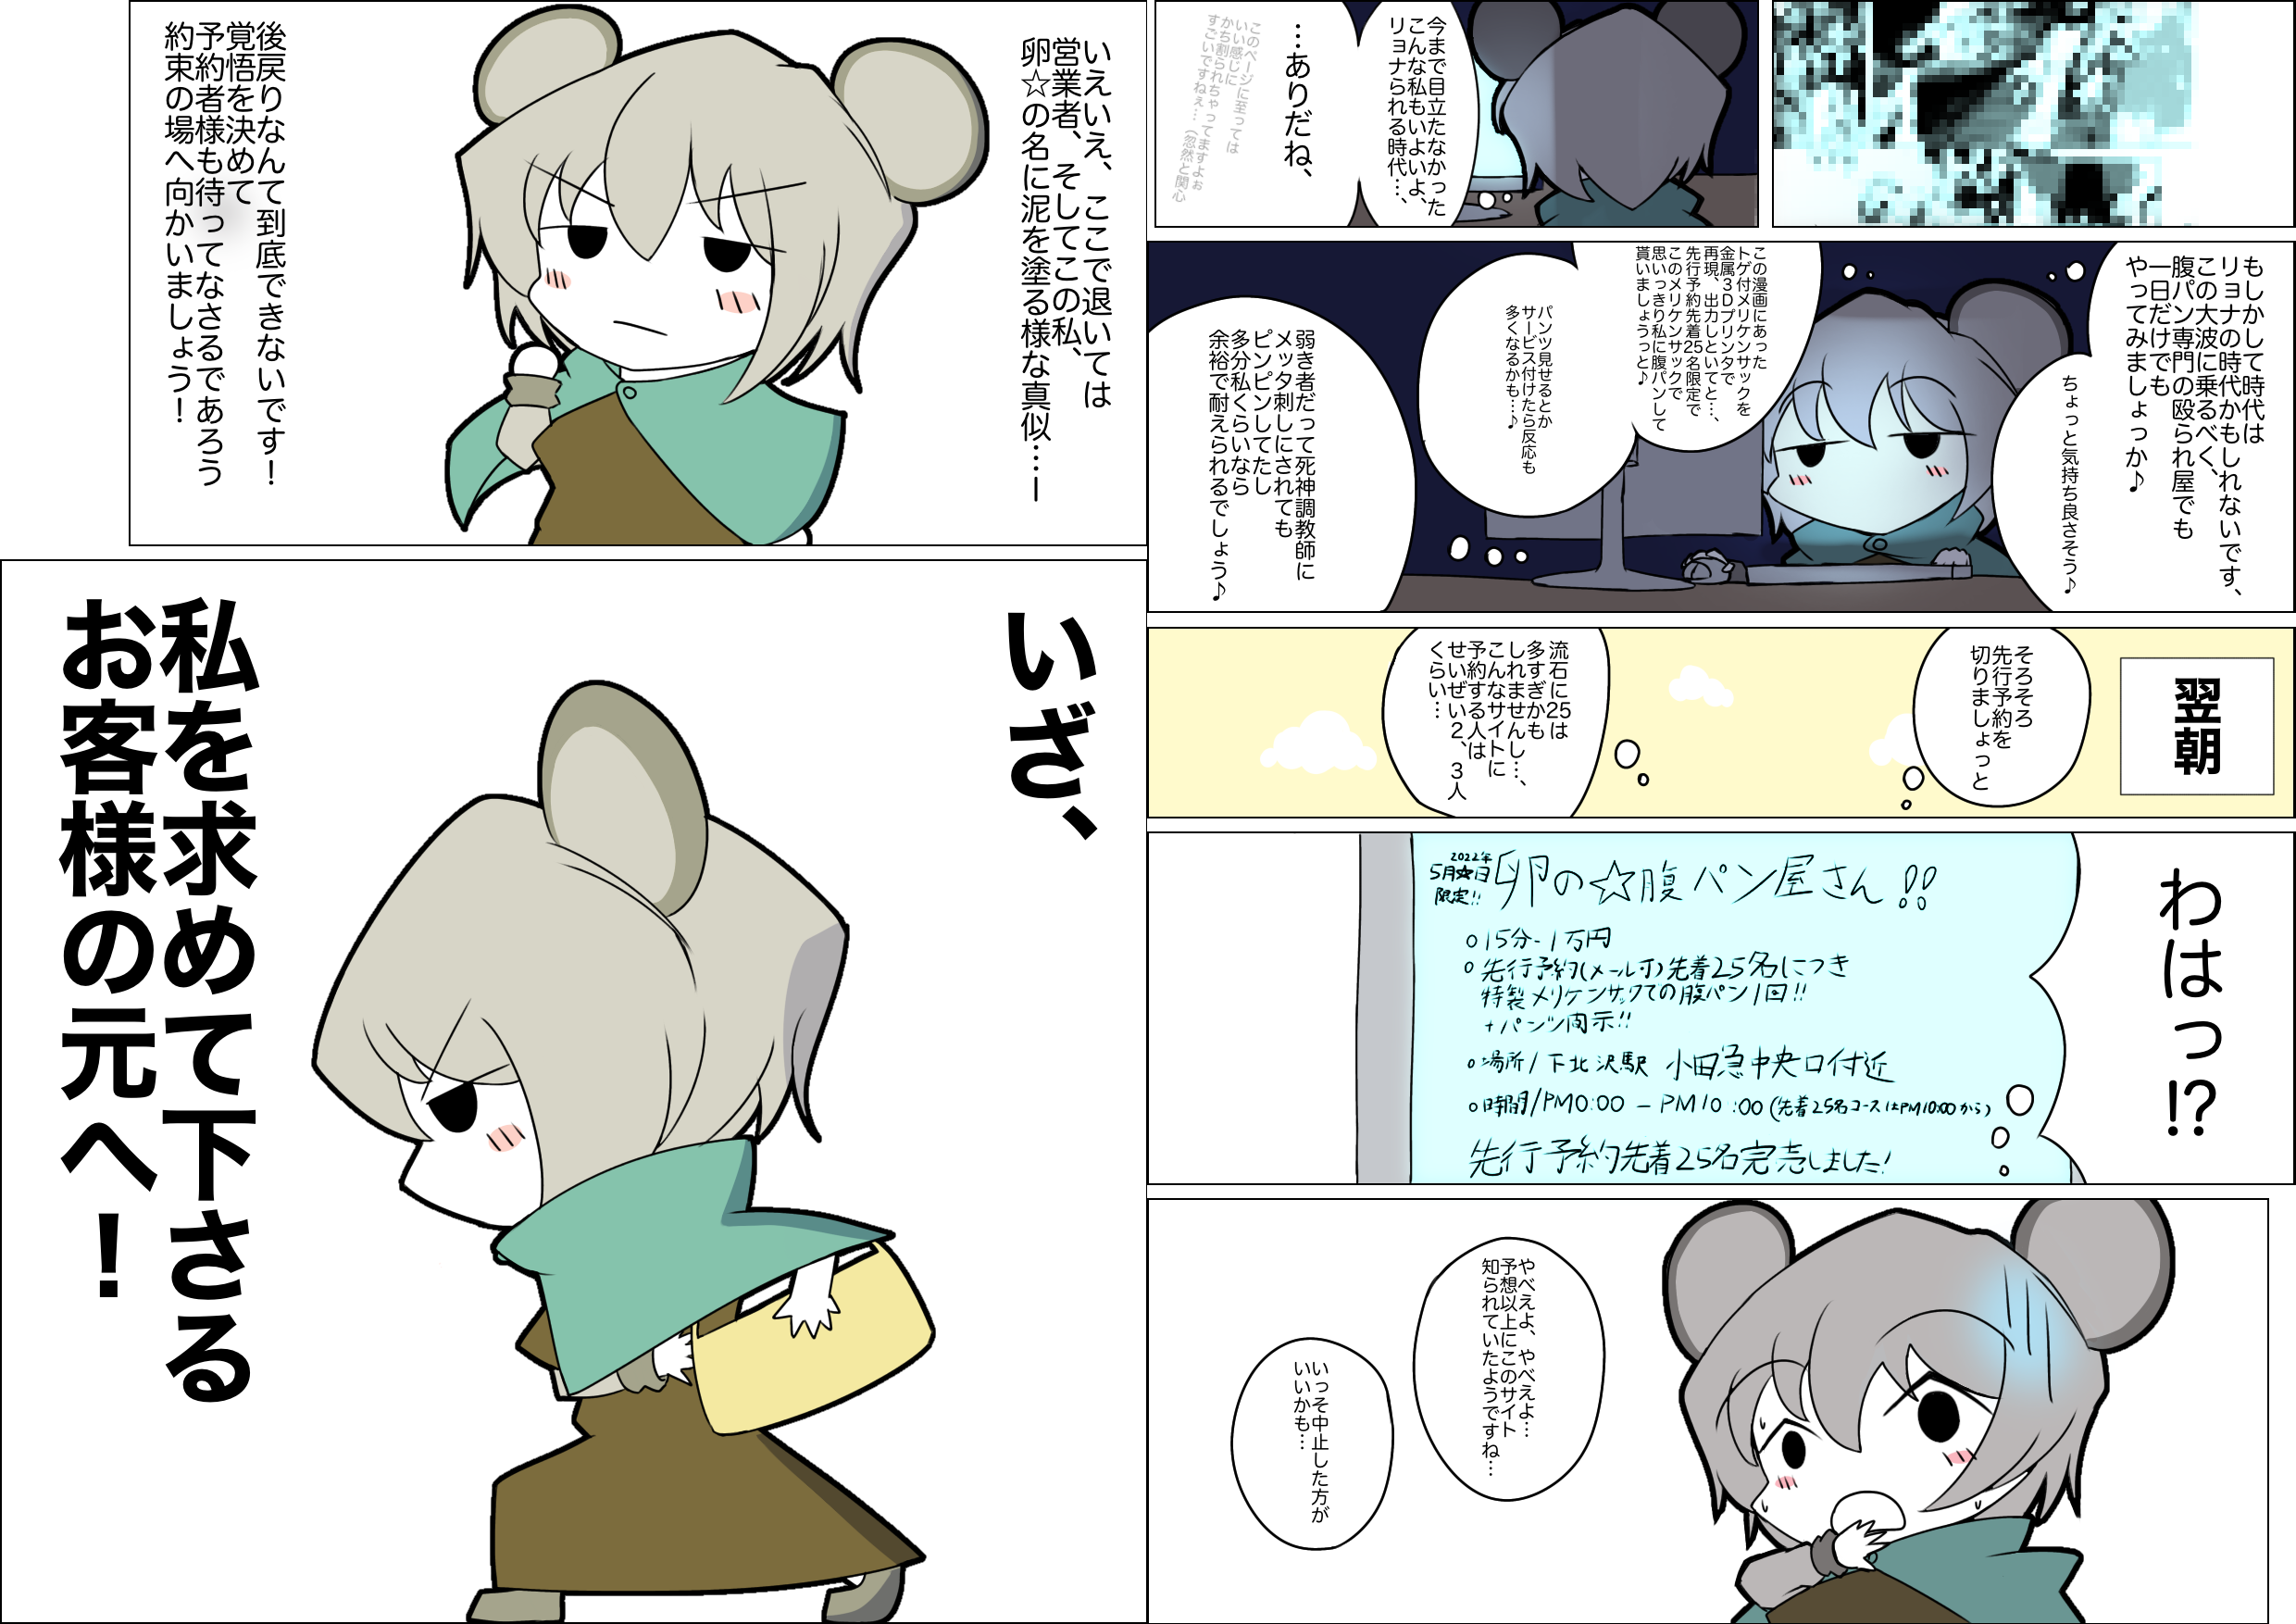 今まで目立たなかった
こんな私もいよいよ、
リョナられる時代…、
…ありだね、
このページに至っては
いい感じに
かち割られちゃってますよぉ
すごいですねぇ…（忽然と関心
もしかして時代は
リョナの時代かもしれないです、
この大波に乗るべく、
腹パン専門の殴られ屋でも
一日だけでも
やってみましょっか♪
ちょっと気持ち良さそう♪
この漫画にあった
トゲ付メリケンサックを
金属３Dプリンタで
再現、出力しといてと…、
先行予約先着25名限定で
このメリケンサックで
思いっきり私に腹パンして
貰いましょうっと♪
パンツ見せるとか
サービス付けたら反応も
多くなるかも…♪
弱き者だって死神調教師に
メッタ刺しにされても
ピンピンしてたし
多分私くらいなら
余裕で耐えられるでしょう♪
翌朝
そろそろ
先行予約を
切りましょっと
流石に25は
多すぎかも
しれませんし…、
こんなサイトに
予約する人は
せいぜい２、３人
くらい…
わはっ!?
2022年
5月☆日
限定!!
卵の☆腹パン屋さん!!
○15分-1万円
○先行予約(メール可)先着25名につき
特製メリケンサックでの腹パン1回!!
+パンツ開示!!
○場所/下北沢駅 小田急中央口付近
○時間/PM0:00-PM10:00(先着25名コースはPM10:00から)
先行予約先着25名完売しました!
やべえよ、やべえよ…
予想以上にこのサイト
知られていたようですね…
いっそ中止した方が
いいかも…
いえいえ、ここで退いては
営業者、そしてこの私、
卵☆の名に泥を塗る様な真似……ー
後戻りなんて到底できないです！
覚悟を決めて
予約者様も待ってなさるであろう
約束の場へ向かいましょう！
いざ、
私を求めて下さる
お客様の元へ！